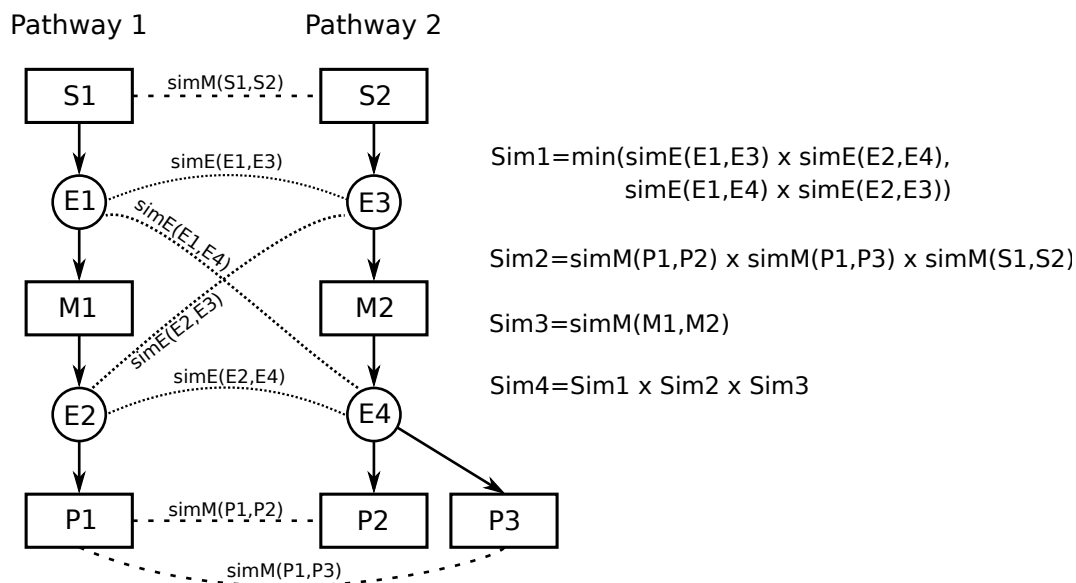 Pathway 1
Pathway 2
S1
simM(S1,S2)
S2
simE(E1,E3)
E1
E3
simE(E1,E4)
M1
M2
simE(E2,E3)
simE(E2,E4)
E2
E4
P1
simM(P1,P2)
P2
P3
simM(P1,P3)
Sim1=min(simE(E1,E3) x simE(E2,E4),
simE(E1,E4) x simE(E2,E3))
Sim2=simM(P1,P2) x simM(P1,P3) x simM(S1,S2)
Sim3=simM(M1,M2)
Sim4=Sim1 x Sim2 x Sim3